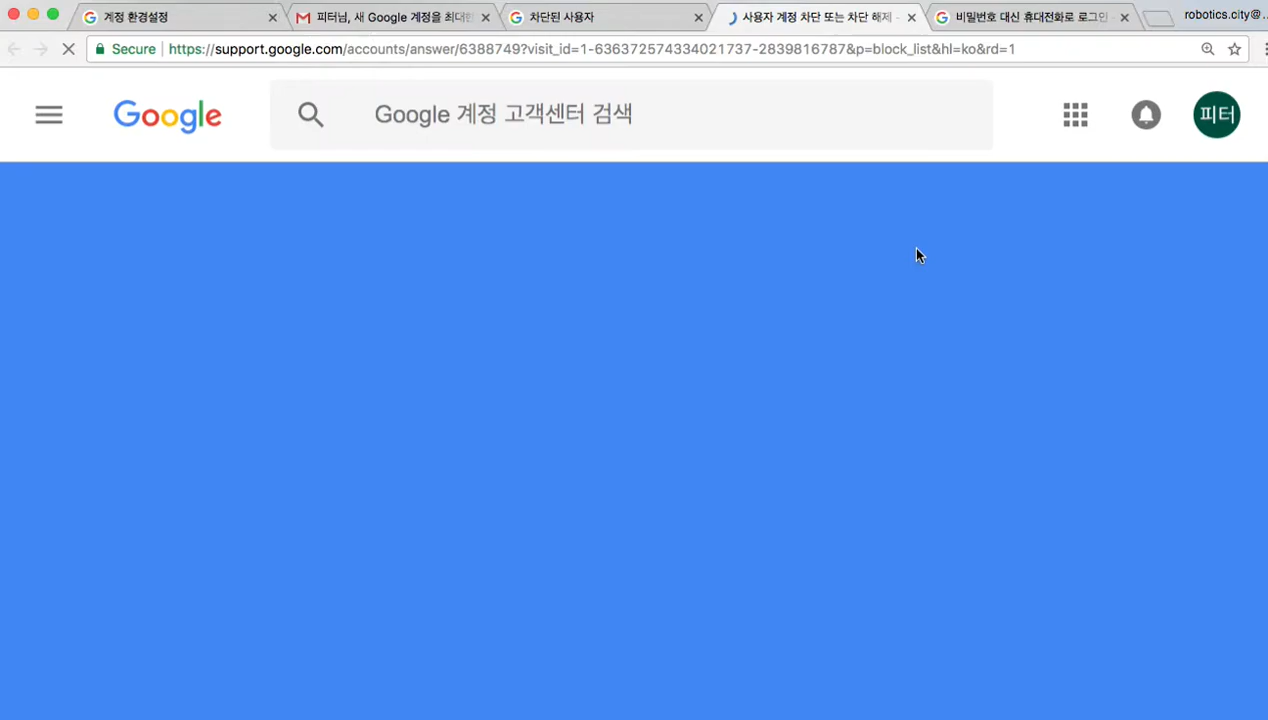 계정 환경설정
피터님, 새 Google 계정을 최대한
차단된 사용자
사용자 계정 차단 또는 차단 해제 -
비밀번호 대신 휴대전화로 로그인 -
robotics.city@...
Secure
https://support.google.com/accounts/answer/6388749?visit_id=1-636372574334021737-2839816787&p=block_list&hl=ko&rd=1
Google
Google 계정 고객센터 검색
피터